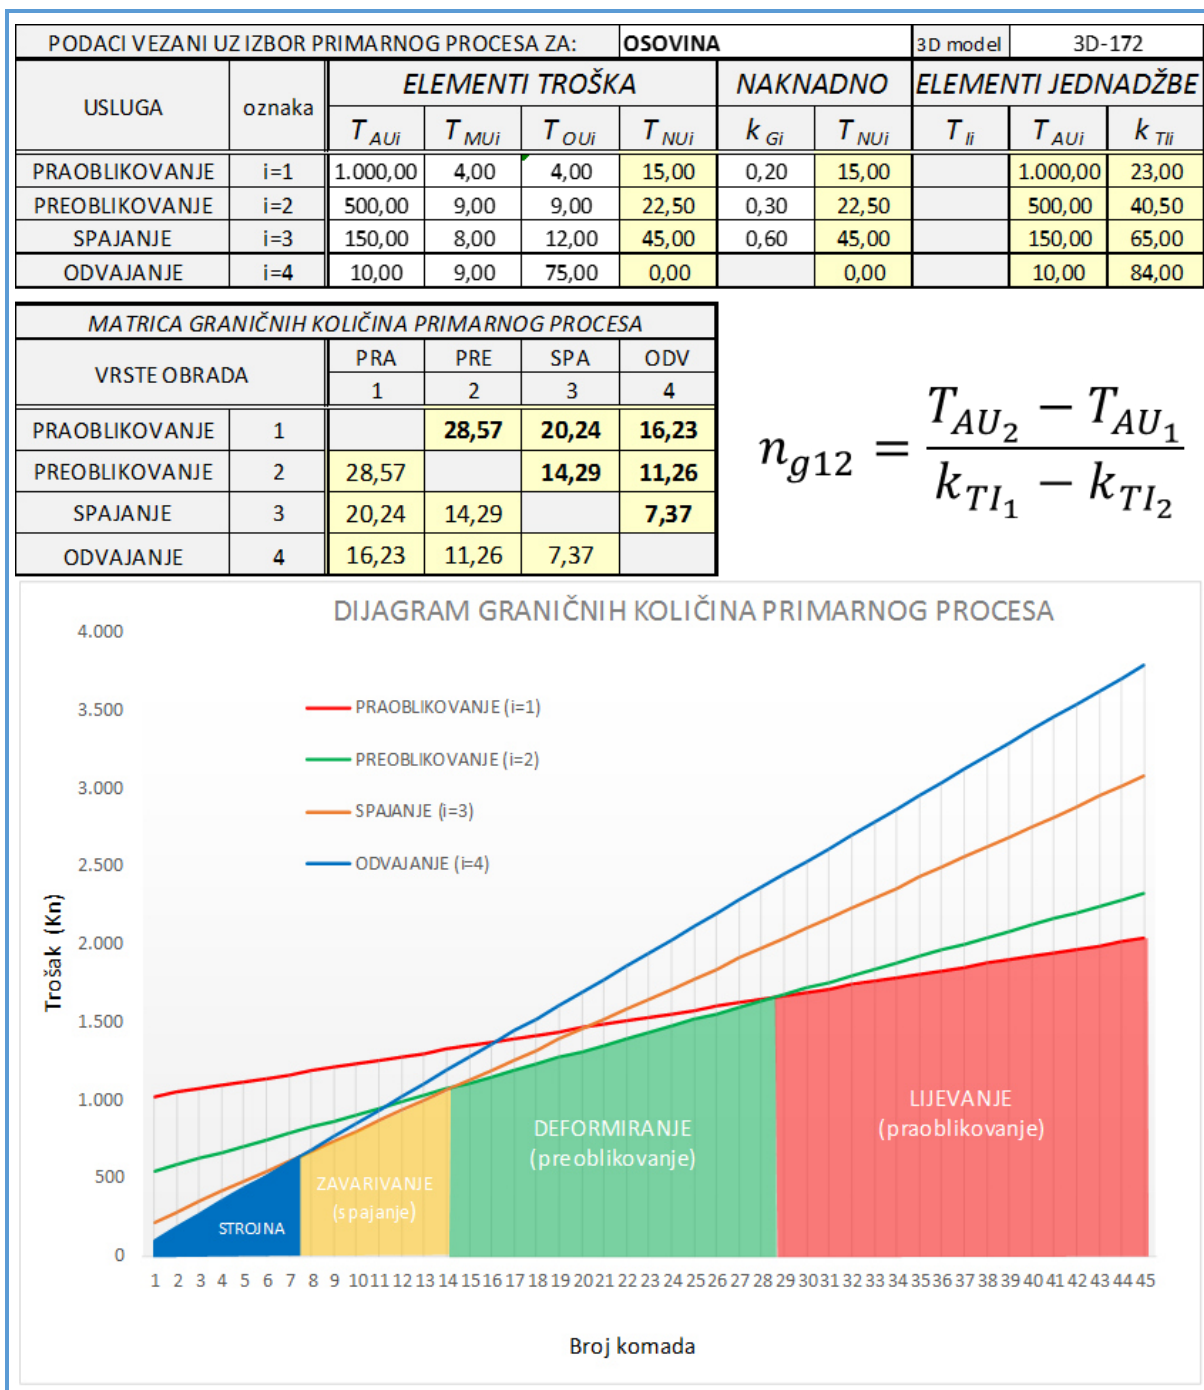 PODACI VEZANI UZ IZBOR PRIMARNOG PROCESA ZA: OSOVINA 3D model 3D-172
USLUGA oznaka ELEMENTI TROŠKA NAKNADNO ELEMENTI JEDNADŽBE
T AUi T MUi T OUi T NUi k Gi T NUi T Ii T AUi k TIi
PRAOBLIKOVANJE i=1 1.000,00 4,00 4,00 15,00 0,20 15,00 1.000,00 23,00
PREOBLIKOVANJE i=2 500,00 9,00 9,00 22,50 0,30 22,50 500,00 40,50
SPAJANJE i=3 150,00 8,00 12,00 45,00 0,60 45,00 150,00 65,00
ODVAJANJE i=4 10,00 9,00 75,00 0,00 0,00 10,00 84,00
MATRICA GRANIČNIH KOLIČINA PRIMARNOG PROCESA
VRSTE OBRADA PRA PRE SPA ODV
1 2 3 4
PRAOBLIKOVANJE 1 28,57 20,24 16,23
PREOBLIKOVANJE 2 28,57 14,29 11,26
SPAJANJE 3 20,24 14,29 7,37
ODVAJANJE 4 16,23 11,26 7,37
n_{g12} = \frac{T_{AU_2} - T_{AU_1}}{k_{TI_1} - k_{TI_2}}
DIJAGRAM GRANIČNIH KOLIČINA PRIMARNOG PROCESA
4.000
3.500
3.000
2.500
2.000
1.500
1.000
500
0
Trošak (Kn)
PRAOBLIKOVANJE (i=1)
PREOBLIKOVANJE (i=2)
SPAJANJE (i=3)
ODVAJANJE (i=4)
STROJNA
ZAVARIVANJE
(spajanje)
DEFORMIRANJE
(preoblikovanje)
LIJEVANJE
(praoblikovanje)
1 2 3 4 5 6 7 8 9 10 11 12 13 14 15 16 17 18 19 20 21 22 23 24 25 26 27 28 29 30 31 32 33 34 35 36 37 38 39 40 41 42 43 44 45
Broj komada